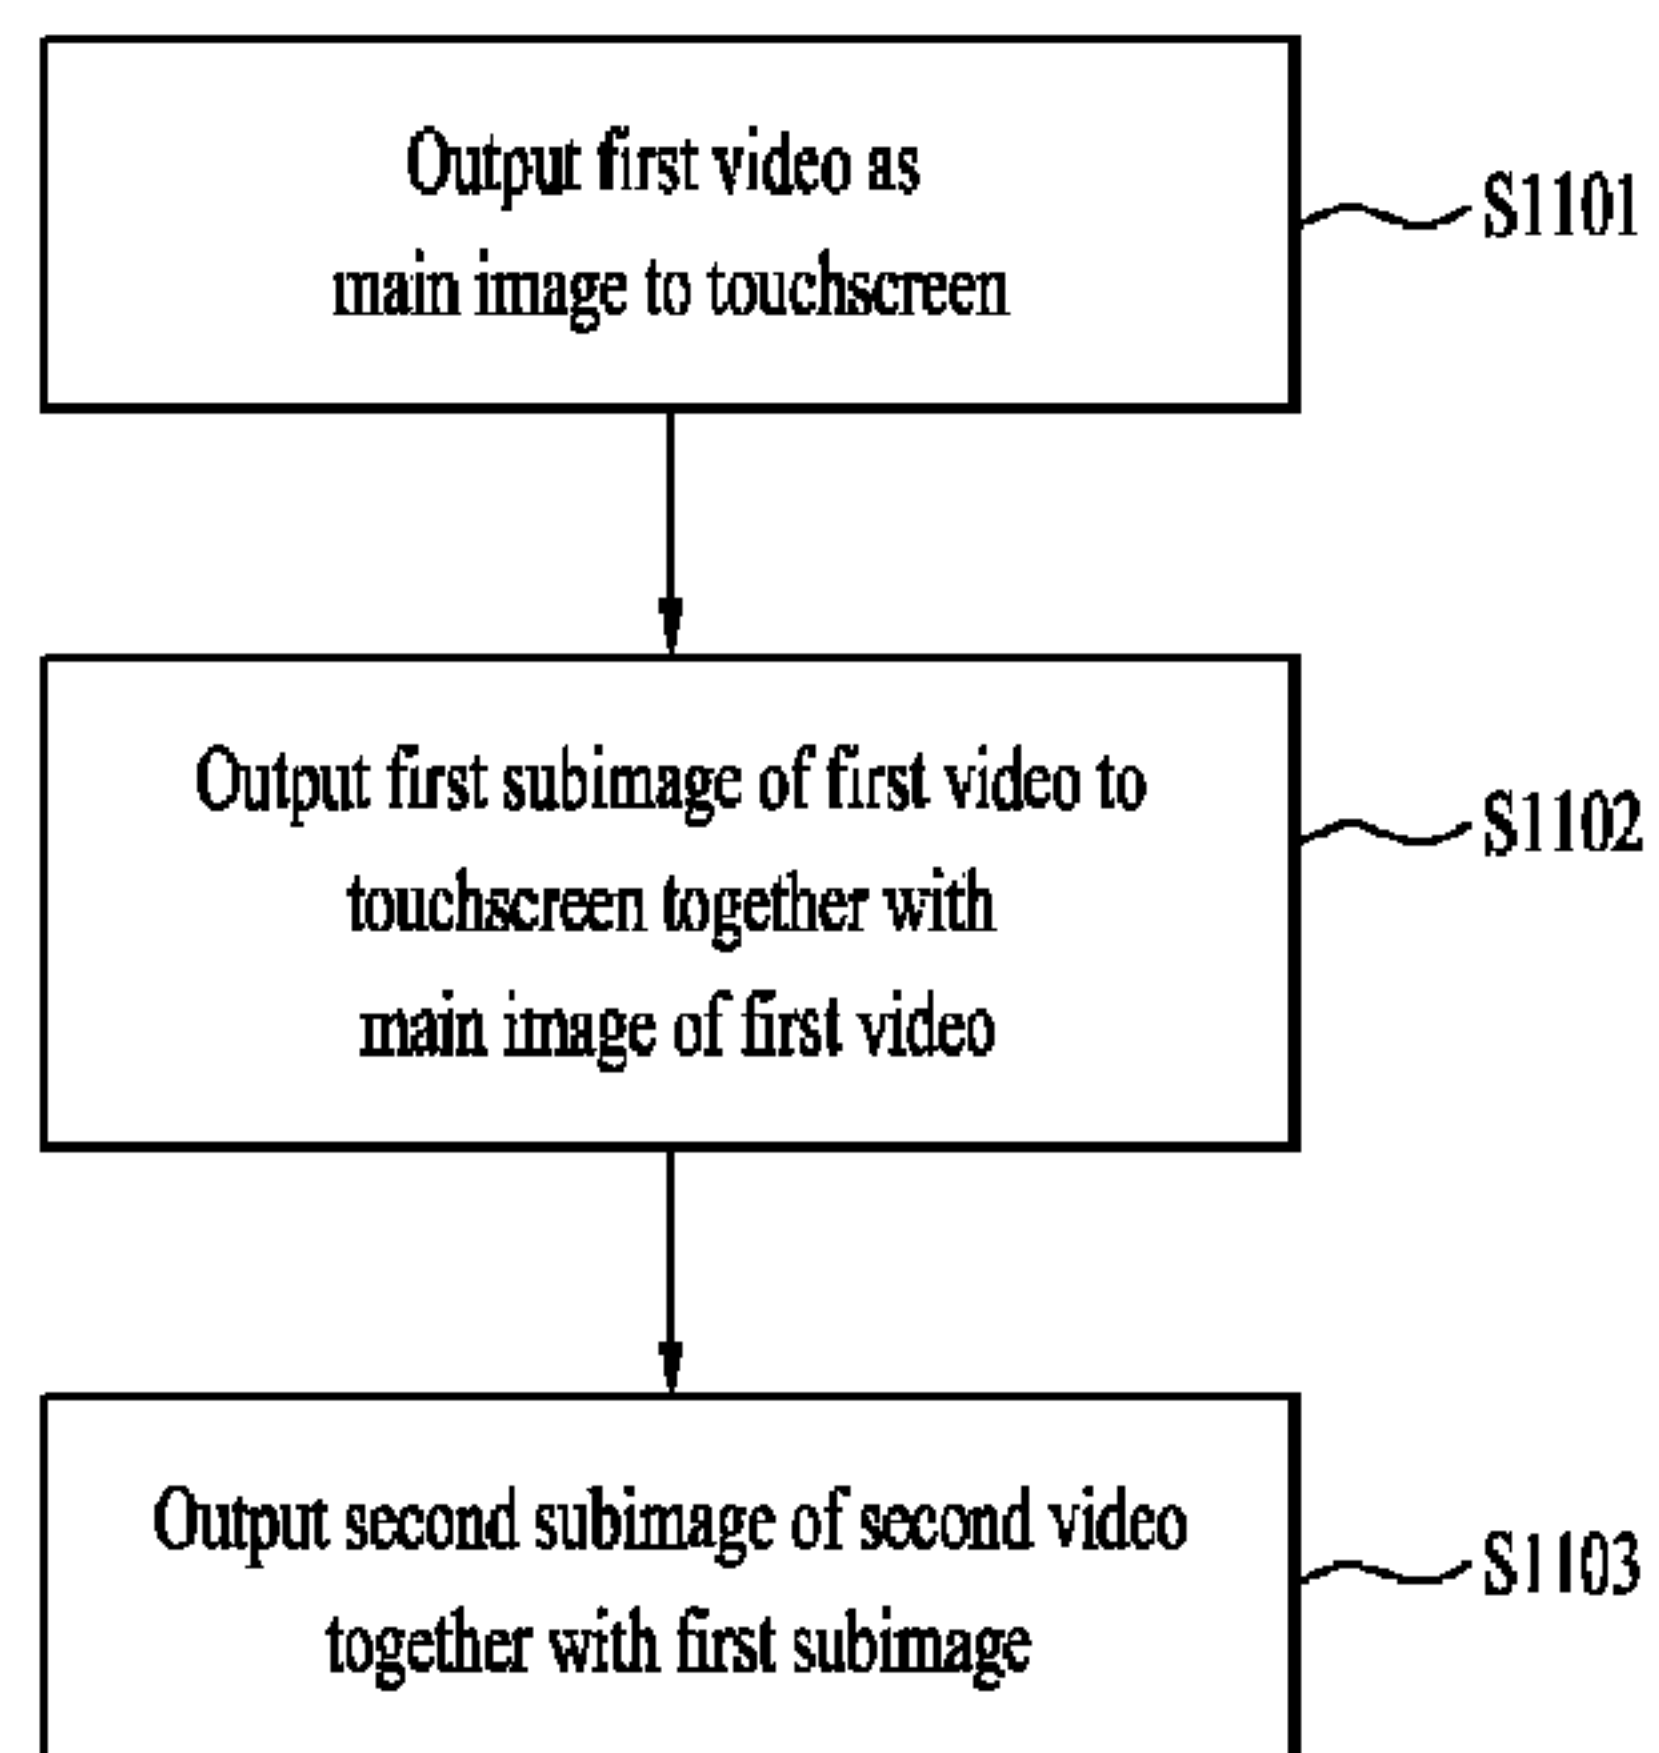 Output first video as
main image to touchscreen
S1101
Output first subimage of first video to
touchscreen together with
main image of first video
S1102
Output second subimage of second video
together with first subimage
S1103